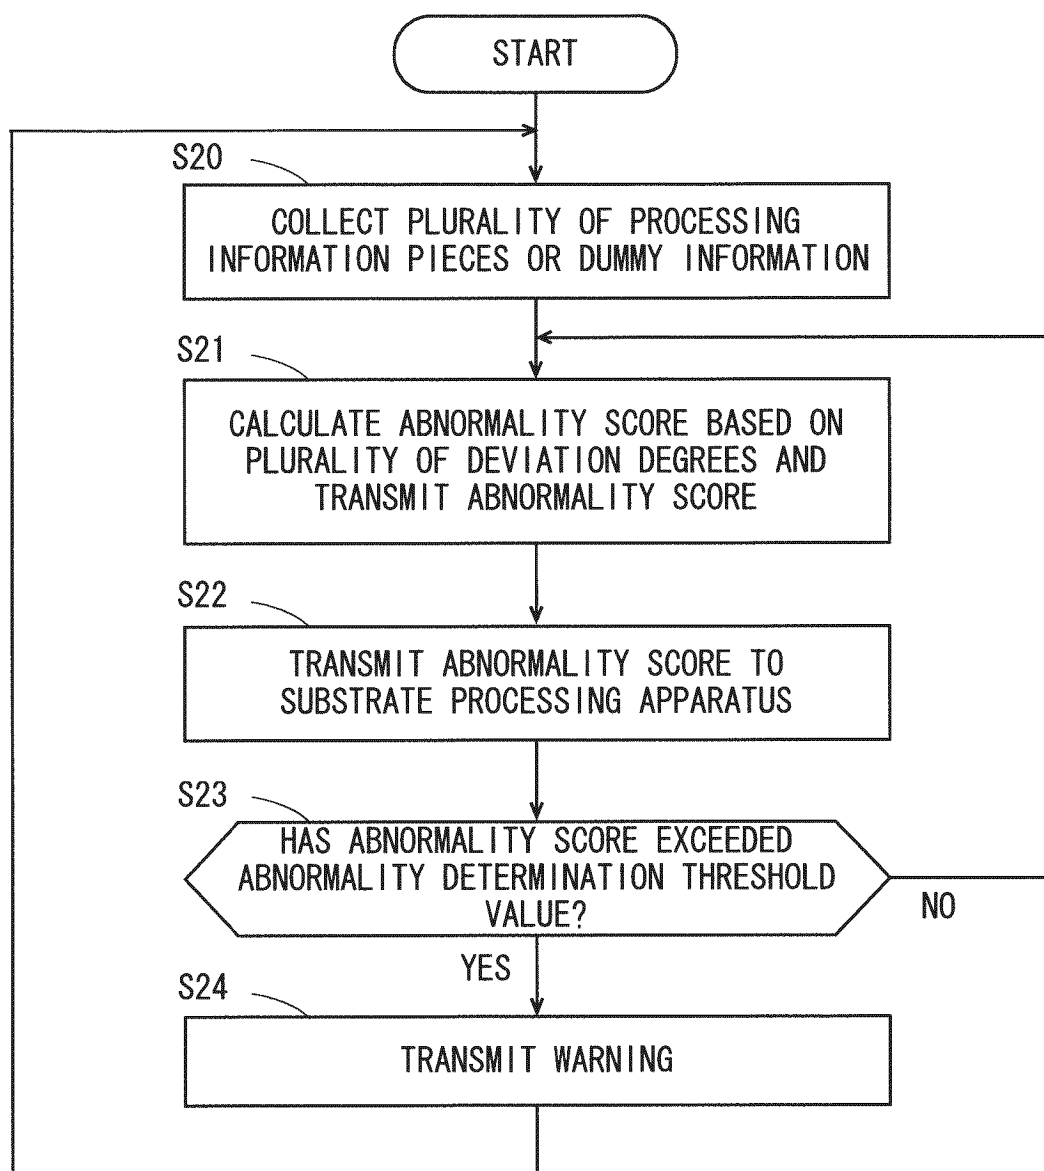 START
S20
COLLECT PLURALITY OF PROCESSING
INFORMATION PIECES OR DUMMY INFORMATION
S21
CALCULATE ABNORMALITY SCORE BASED ON
PLURALITY OF DEVIATION DEGREES AND
TRANSMIT ABNORMALITY SCORE
S22
TRANSMIT ABNORMALITY SCORE TO
SUBSTRATE PROCESSING APPARATUS
S23
HAS ABNORMALITY SCORE EXCEEDED
ABNORMALITY DETERMINATION THRESHOLD
VALUE?
NO
YES
S24
TRANSMIT WARNING